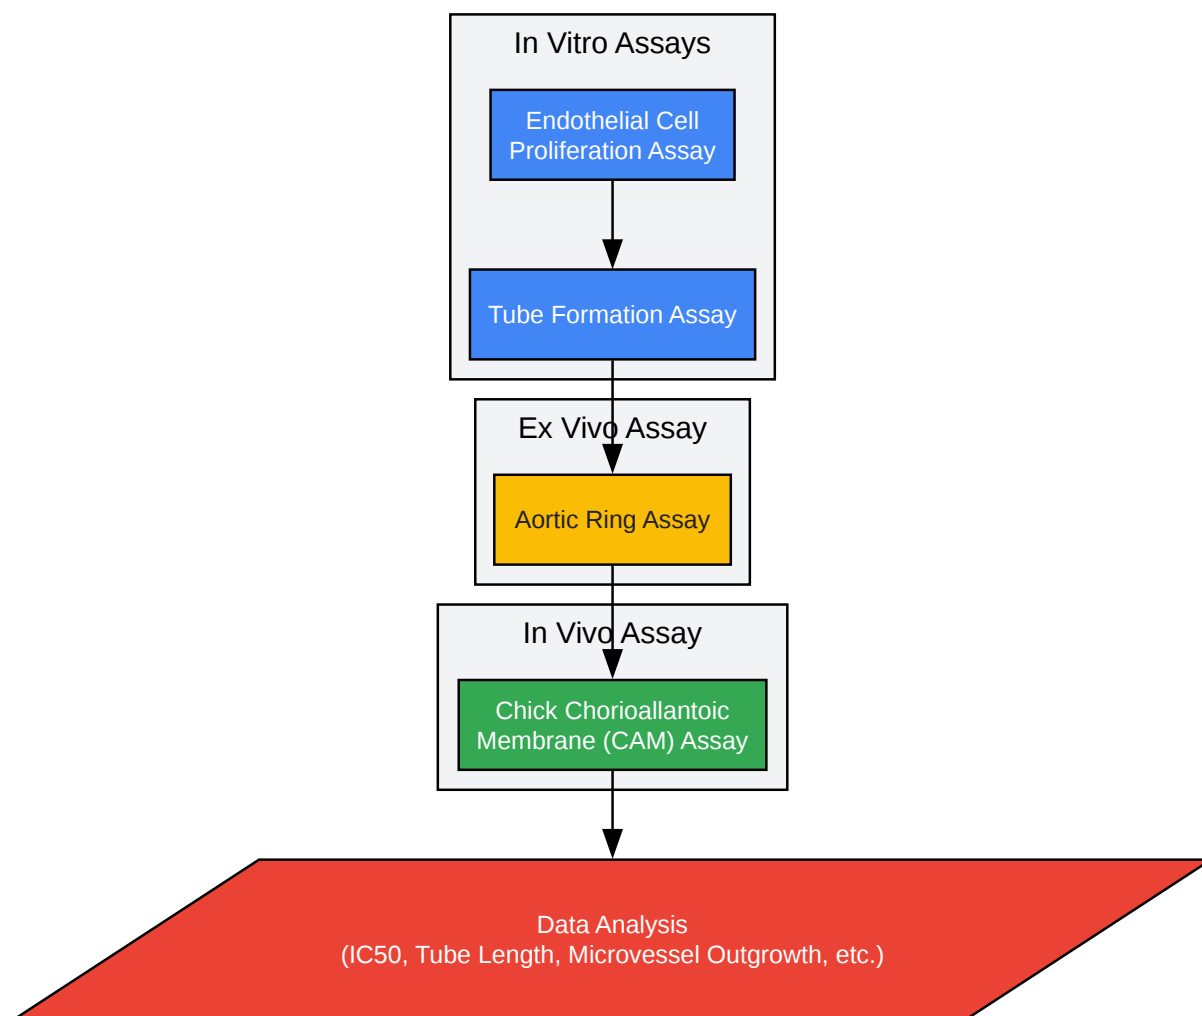 In Vitro Assays
Endothelial Cell
Proliferation Assay
Tube Formation Assay
Ex Vivo Assay
Aortic Ring Assay
In Vivo Assay
Chick Chorioallantoic
Membrane (CAM) Assay
Data Analysis
(IC50, Tube Length, Microvessel Outgrowth, etc.)